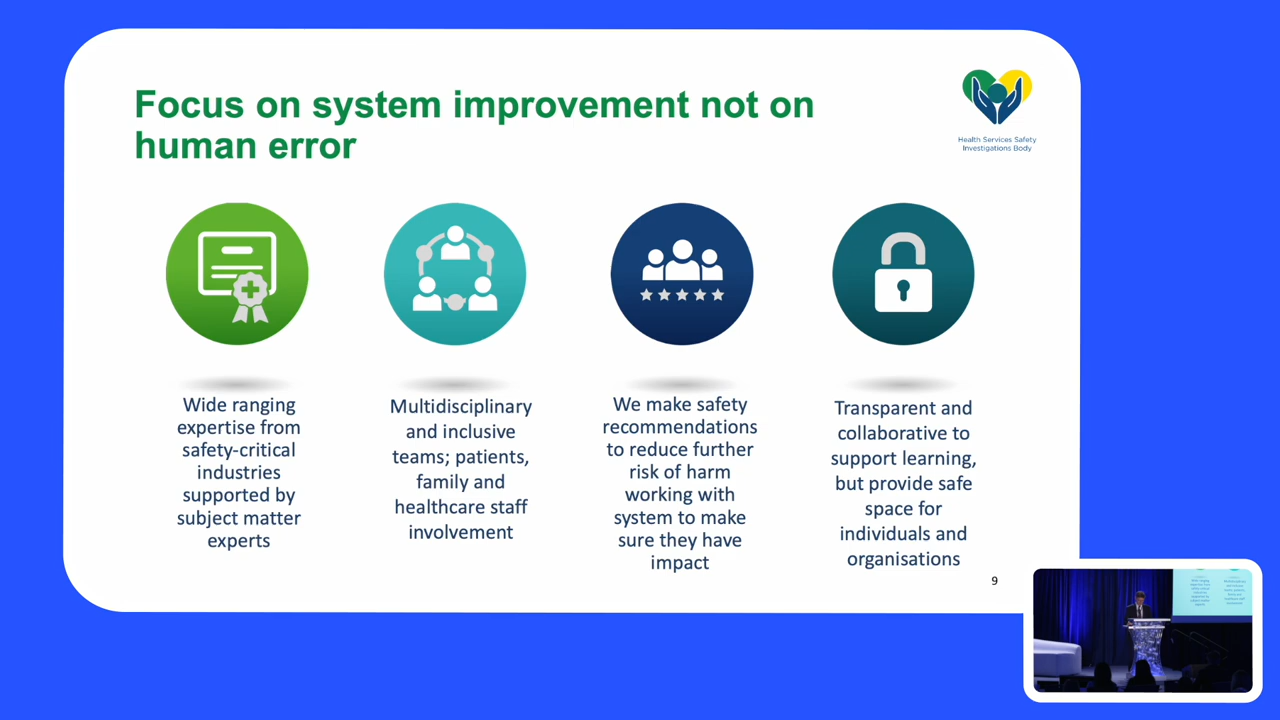 Focus on system improvement not on
human error
Health Services Safety
Investigations Body
Wide ranging
expertise from
safety-critical
industries
supported by
subject matter
experts
Multidisciplinary
and inclusive
teams; patients,
family and
healthcare staff
involvement
We make safety
recommendations
to reduce further
risk of harm
working with
system to make
sure they have
impact
Transparent and
collaborative to
support learning,
but provide safe
space for
individuals and
organisations
9